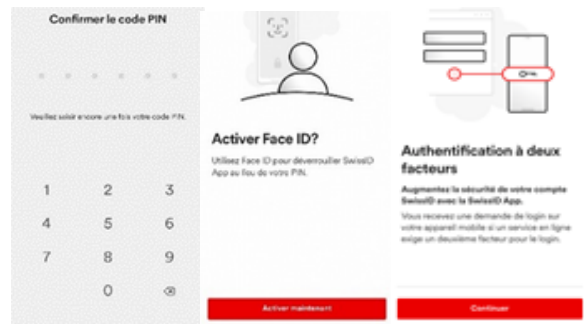 Confirmer le code PIN
Veuillez saisir encore une fois votre code PIN.
1 2 3
4 5 6
7 8 9
0
Activer Face ID?
Utilisez Face ID pour déverrouiller SwissID
App au lieu de votre PIN.
Activer maintenant
Authentification à deux
facteurs
Augmentez la sécurité de votre compte
SwissID avec la SwissID App.
Vous recevez une demande de login sur
votre appareil mobile si un service en ligne
exige un deuxième facteur pour le login.
Continuer